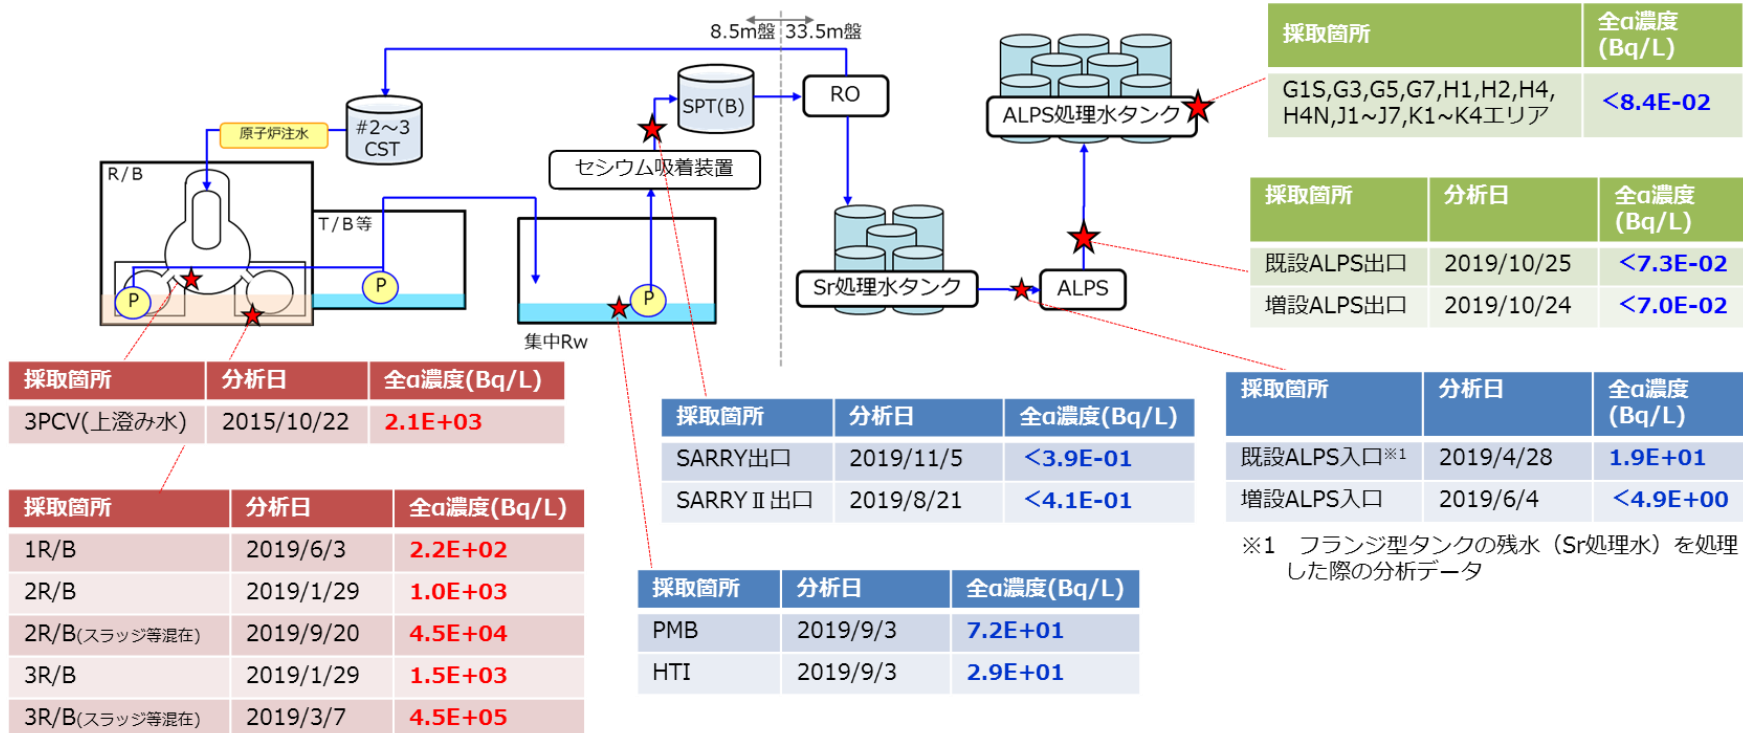 8.5m盤 33.5m盤
SPT(B)
RO
#2～3
CST
原子炉注水
セシウム吸着装置
R/B
T/B等
P
P
P
集中Rw
ALPS処理水タンク
Sr処理水タンク
ALPS
採取箇所 全α濃度
(Bq/L)
G1S,G3,G5,G7,H1,H2,H4,
H4N,J1~J7,K1~K4エリア <8.4E-02
採取箇所 分析日 全α濃度
(Bq/L)
既設ALPS出口 2019/10/25 <7.3E-02
増設ALPS出口 2019/10/24 <7.0E-02
採取箇所 分析日 全α濃度(Bq/L)
3PCV(上澄み水) 2015/10/22 2.1E+03
採取箇所 分析日 全α濃度(Bq/L)
1R/B 2019/6/3 2.2E+02
2R/B 2019/1/29 1.0E+03
2R/B(スラッジ等混在) 2019/9/20 4.5E+04
3R/B 2019/1/29 1.5E+03
3R/B(スラッジ等混在) 2019/3/7 4.5E+05
採取箇所 分析日 全α濃度(Bq/L)
SARRY出口 2019/11/5 <3.9E-01
SARRYⅡ出口 2019/8/21 <4.1E-01
採取箇所 分析日 全α濃度(Bq/L)
PMB 2019/9/3 7.2E+01
HTI 2019/9/3 2.9E+01
採取箇所 分析日 全α濃度
(Bq/L)
既設ALPS入口※1 2019/4/28 1.9E+01
増設ALPS入口 2019/6/4 <4.9E+00
※1 フランジ型タンクの残水（Sr処理水）を処理
した際の分析データ